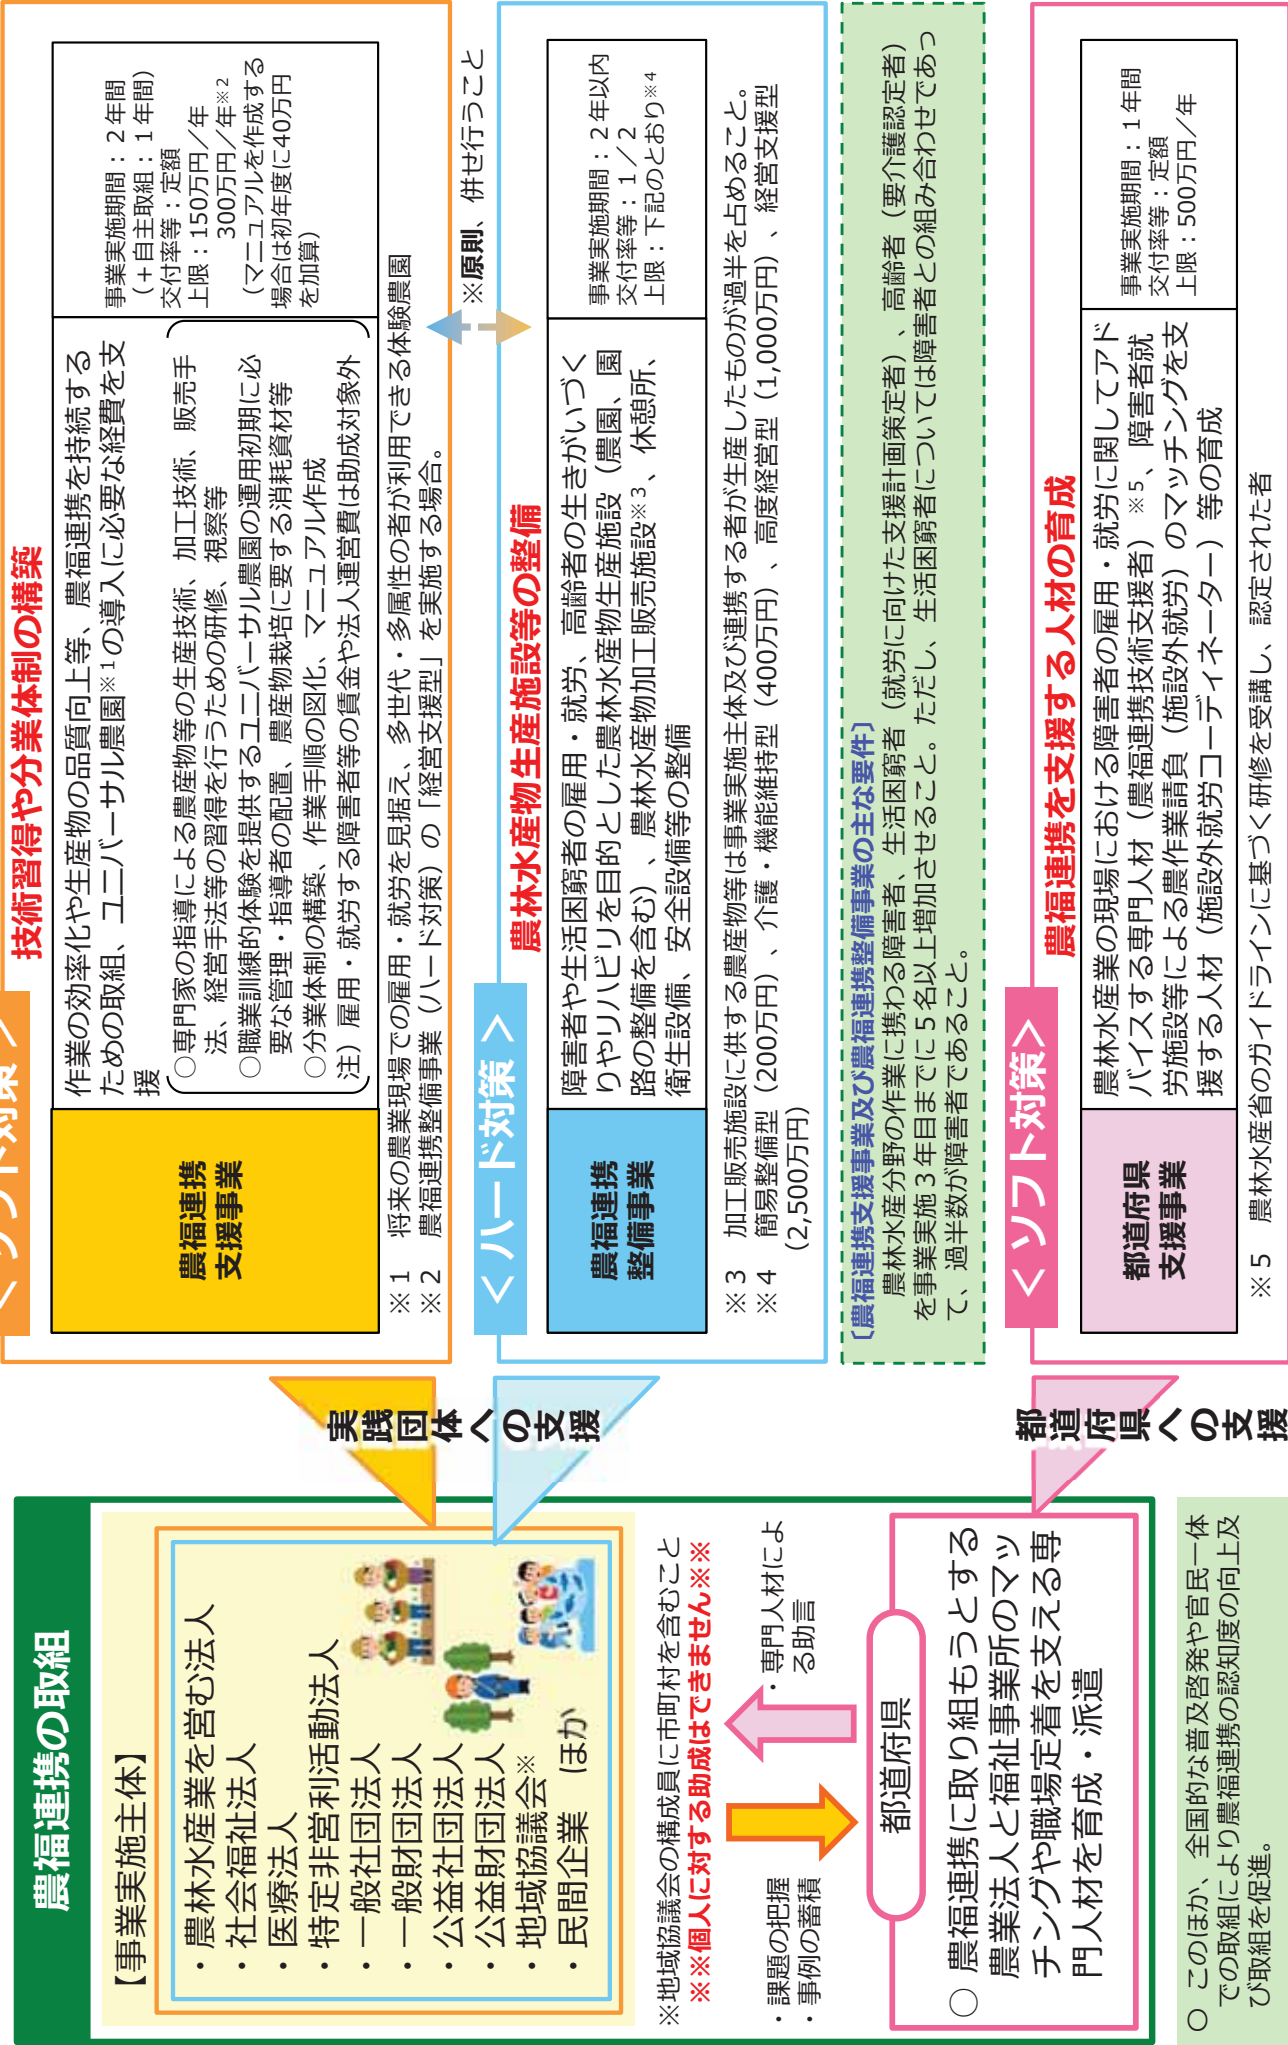 農福連携の取組
【事業実施主体】
・農林水産業を営む法人
・社会福祉法人
・医療法人
・特定非営利活動法人
・一般社団法人
・一般財団法人
・公益社団法人
・公益財団法人
・地域協議会※
・民間企業　ほか
※地域協議会の構成員に市町村を含むこと
※※個人に対する助成はできません※※
・課題の把握
・事例の蓄積
・専門人材によ
る助言
都道府県
○ 農福連携に取り組もうとする
農業法人と福祉事業所のマッ
チングや職場定着を支える専
門人材を育成・派遣
○ このほか、全国的な普及啓発や官民一体
での取組により農福連携の認知度の向上及
び取組を促進。
実践団体への支援
都道府県への支援
＜ソフト対策＞
技術習得や分業体制の構築
農福連携
支援事業
作業の効率化や生産物の品質向上等、農福連携を持続する
ための取組、ユニバーサル農園※1の導入に必要な経費を支
援
○専門家の指導による農産物等の生産技術、加工技術、販売手
法、経営手法等の習得を行うための研修、視察等
○職業訓練的体験を提供するユニバーサル農園の運用初期に必
要な管理・指導者の配置、農産物栽培に要する消耗資材等
○分業体制の構築、作業手順の図化、マニュアル作成
注）雇用・就労する障害者等の賃金や法人運営費は助成対象外
事業実施期間：２年間
（＋自主取組：１年間）
交付率等：定額
上限：150万円／年
300万円／年※2
（マニュアルを作成する
場合は初年度に40万円
を加算）
※１　将来の農業現場での雇用・就労を見据え、多世代・多属性の者が利用できる体験農園
※２　農福連携整備事業（ハード対策）の「経営支援型」を実施する場合。
※原則、併せ行うこと
＜ハード対策＞
農林水産物生産施設等の整備
農福連携
整備事業
障害者や生活困窮者の雇用・就労、高齢者の生きがいづく
りやリハビリを目的とした農林水産物生産施設（農園、園
路の整備を含む）、農林水産物加工販売施設※3、休憩所、
衛生設備、安全設備等の整備
事業実施期間：２年以内
交付率等：１／２
上限：下記のとおり※4
※３　加工販売施設に供する農産物等は事業実施主体及び連携する者が生産したものが過半を占めること。
※４　簡易整備型（200万円）、介護・機能維持型（400万円）、高度経営型（1,000万円）、経営支援型
（2,500万円）
〔農福連携支援事業及び農福連携整備事業の主な要件〕
農林水産分野の作業に携わる障害者、生活困窮者（就労に向けた支援計画策定者）、高齢者（要介護認定者）
を事業実施３年目までに５名以上増加させること。ただし、生活困窮者については障害者との組み合わせであっ
て、過半数が障害者であること。
＜ソフト対策＞
農福連携を支援する人材の育成
都道府県
支援事業
農林水産業の現場における障害者の雇用・就労に関してアド
バイスする専門人材（農福連携技術支援者）※5、障害者就
労施設等による農作業請負（施設外就労）のマッチングを支
援する人材（施設外就労コーディネーター）等の育成
事業実施期間：１年間
交付率等：定額
上限：500万円／年
※５　農林水産省のガイドラインに基づく研修を受講し、認定された者